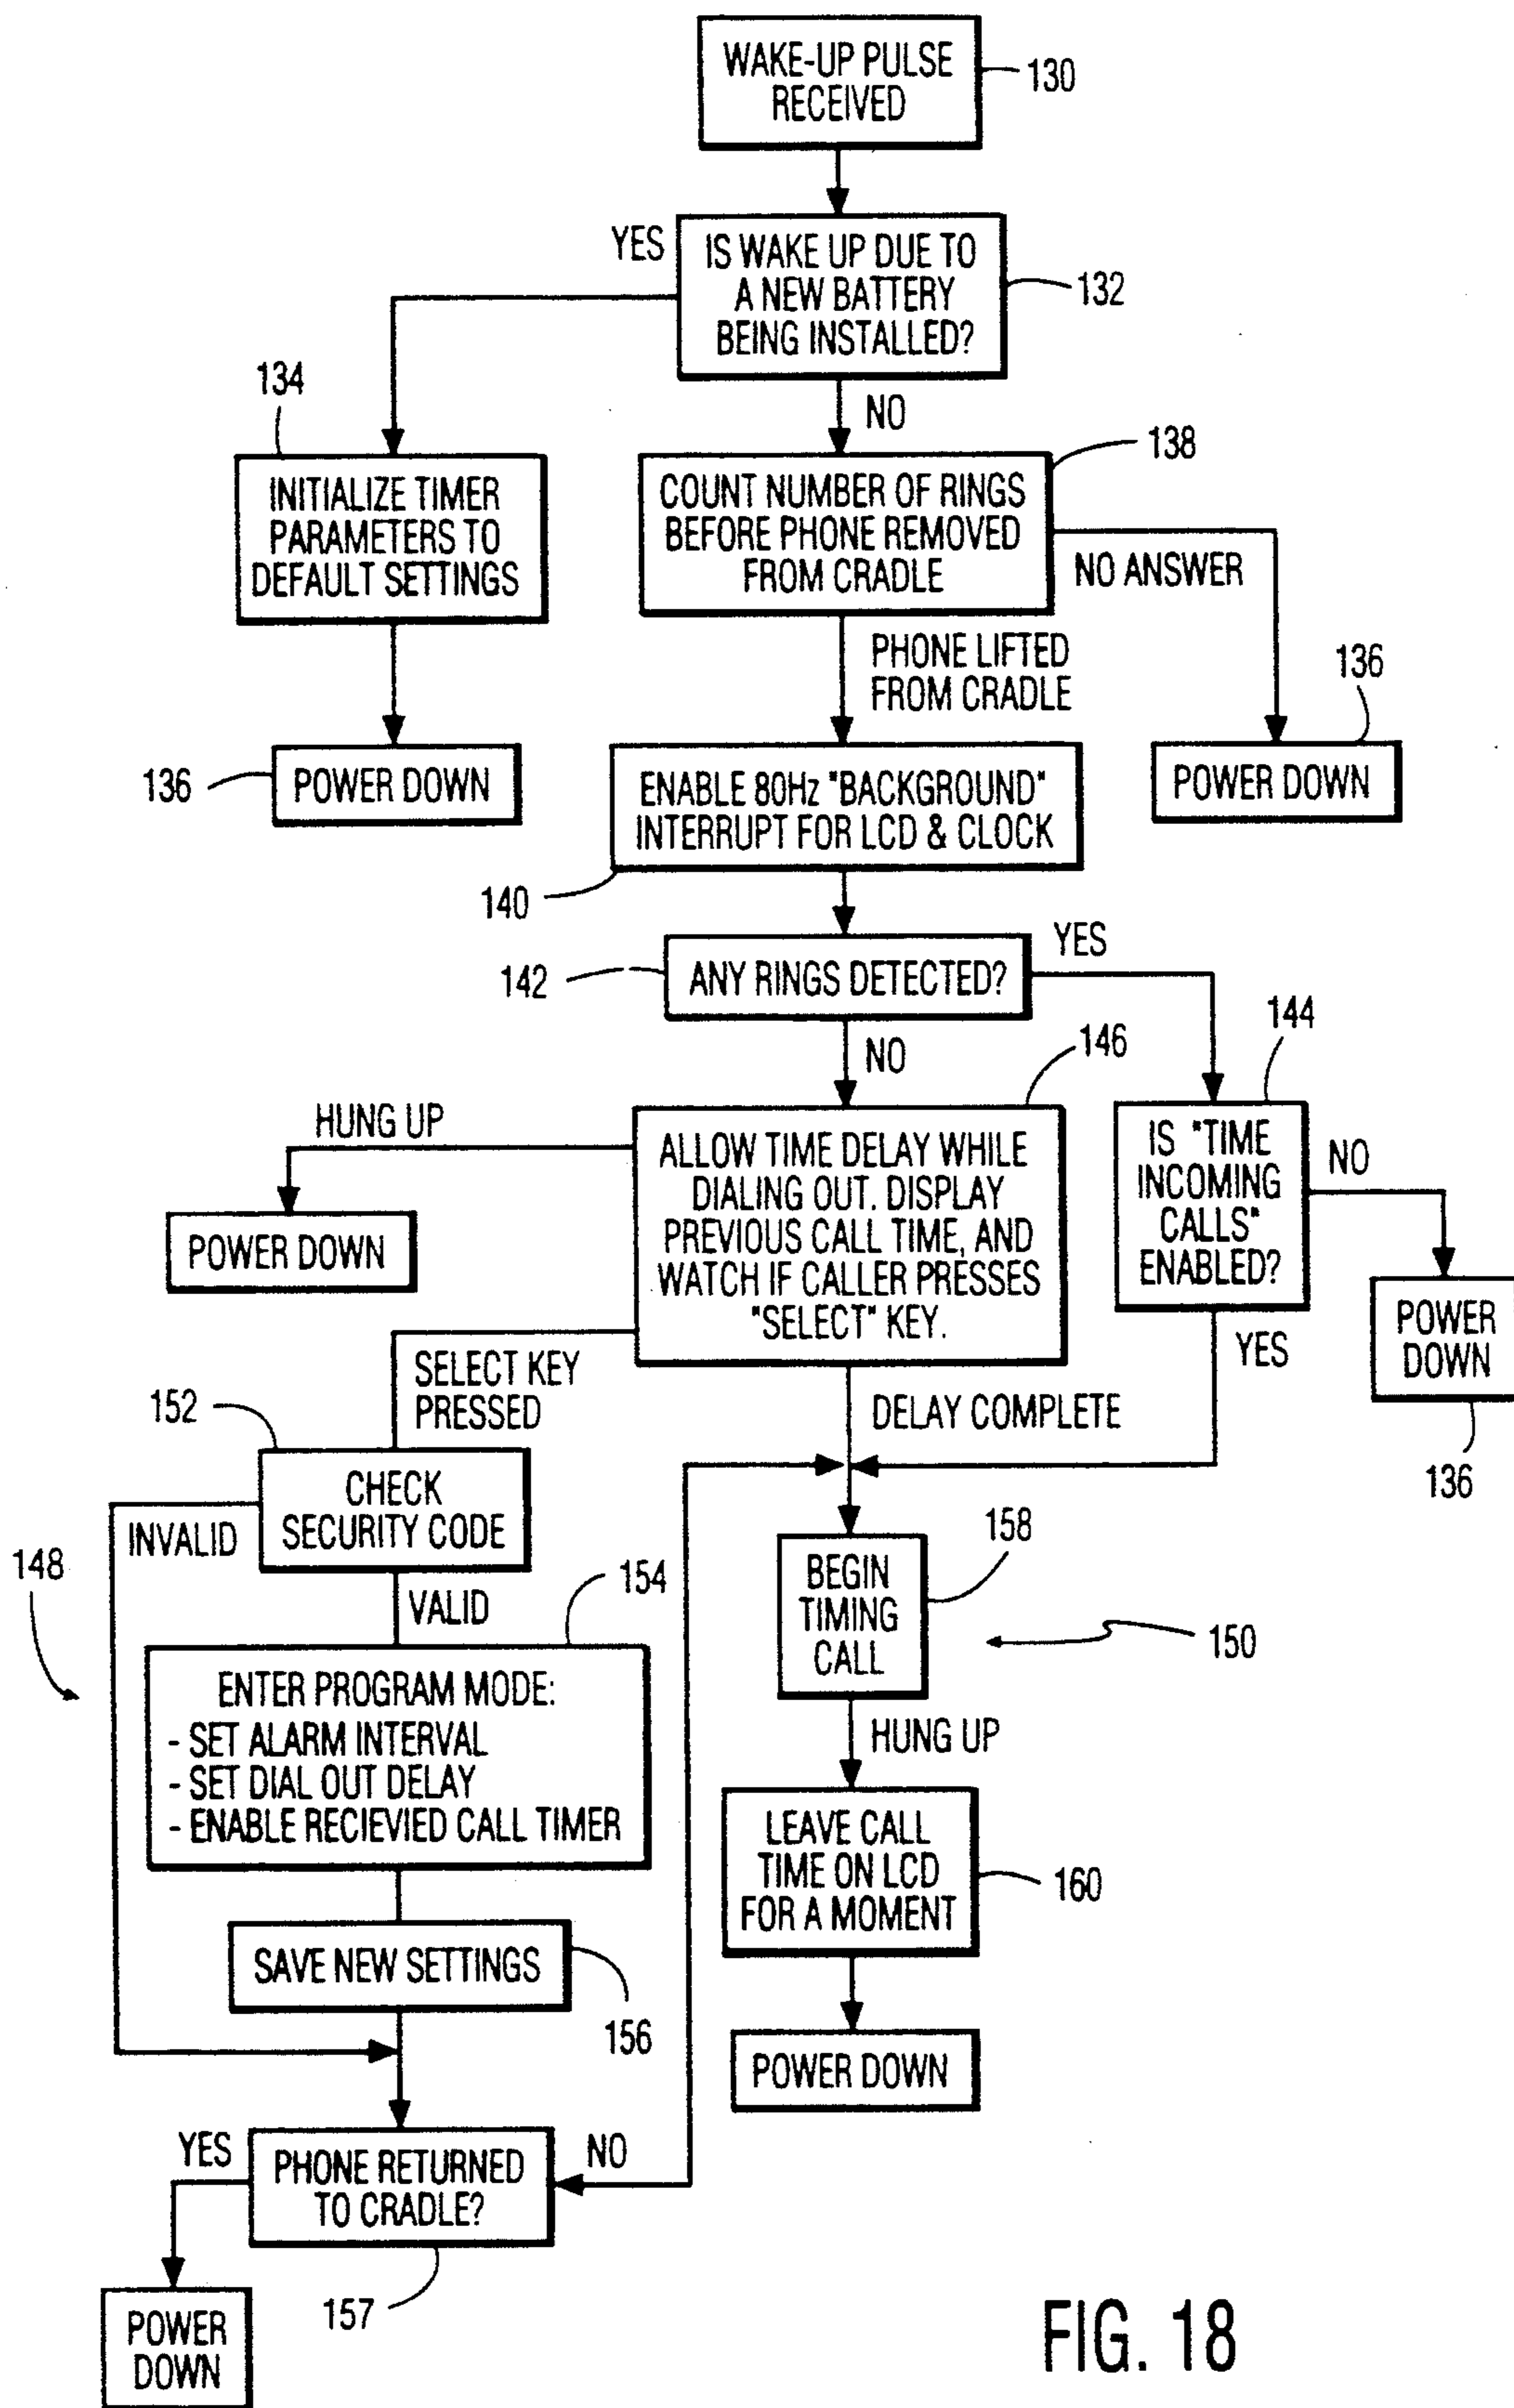 WAKE-UP PULSE
RECEIVED
130
YES
IS WAKE UP DUE TO
A NEW BATTERY
BEING INSTALLED?
132
NO
134
INITIALIZE TIMER
PARAMETERS TO
DEFAULT SETTINGS
138
COUNT NUMBER OF RINGS
BEFORE PHONE REMOVED
FROM CRADLE
NO ANSWER
PHONE LIFTED
FROM CRADLE
136
POWER DOWN
136
POWER DOWN
ENABLE 80Hz "BACKGROUND"
INTERRUPT FOR LCD & CLOCK
140
142
ANY RINGS DETECTED?
YES
NO
146
144
HUNG UP
POWER DOWN
ALLOW TIME DELAY WHILE
DIALING OUT. DISPLAY
PREVIOUS CALL TIME, AND
WATCH IF CALLER PRESSES
"SELECT" KEY.
IS "TIME
INCOMING
CALLS"
ENABLED?
NO
POWER
DOWN
136
YES
SELECT KEY
PRESSED
DELAY COMPLETE
152
CHECK
SECURITY CODE
INVALID
148
VALID
154
158
BEGIN
TIMING
CALL
150
ENTER PROGRAM MODE:
- SET ALARM INTERVAL
- SET DIAL OUT DELAY
- ENABLE RECIEVIED CALL TIMER
HUNG UP
LEAVE CALL
TIME ON LCD
FOR A MOMENT
160
SAVE NEW SETTINGS
156
POWER DOWN
YES
PHONE RETURNED
TO CRADLE?
NO
157
POWER
DOWN
FIG. 18